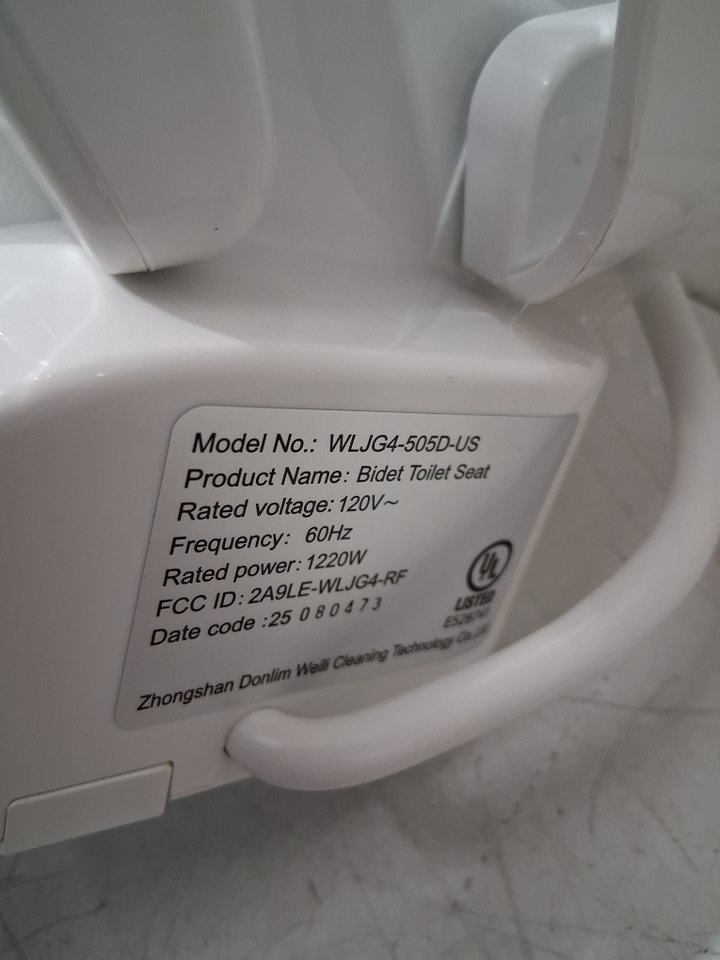 Model No.: WLJG4-505D-US
Product Name: Bidet Toilet Seat
Rated voltage: 120V~
Frequency: 60Hz
Rated power: 1220W
FCC ID: 2A9LE-WLJG4-RF
Date code :25 080473
UL
LISTED
Zhongshan Donlim Weili Cleaning Technology Co.,Ltd